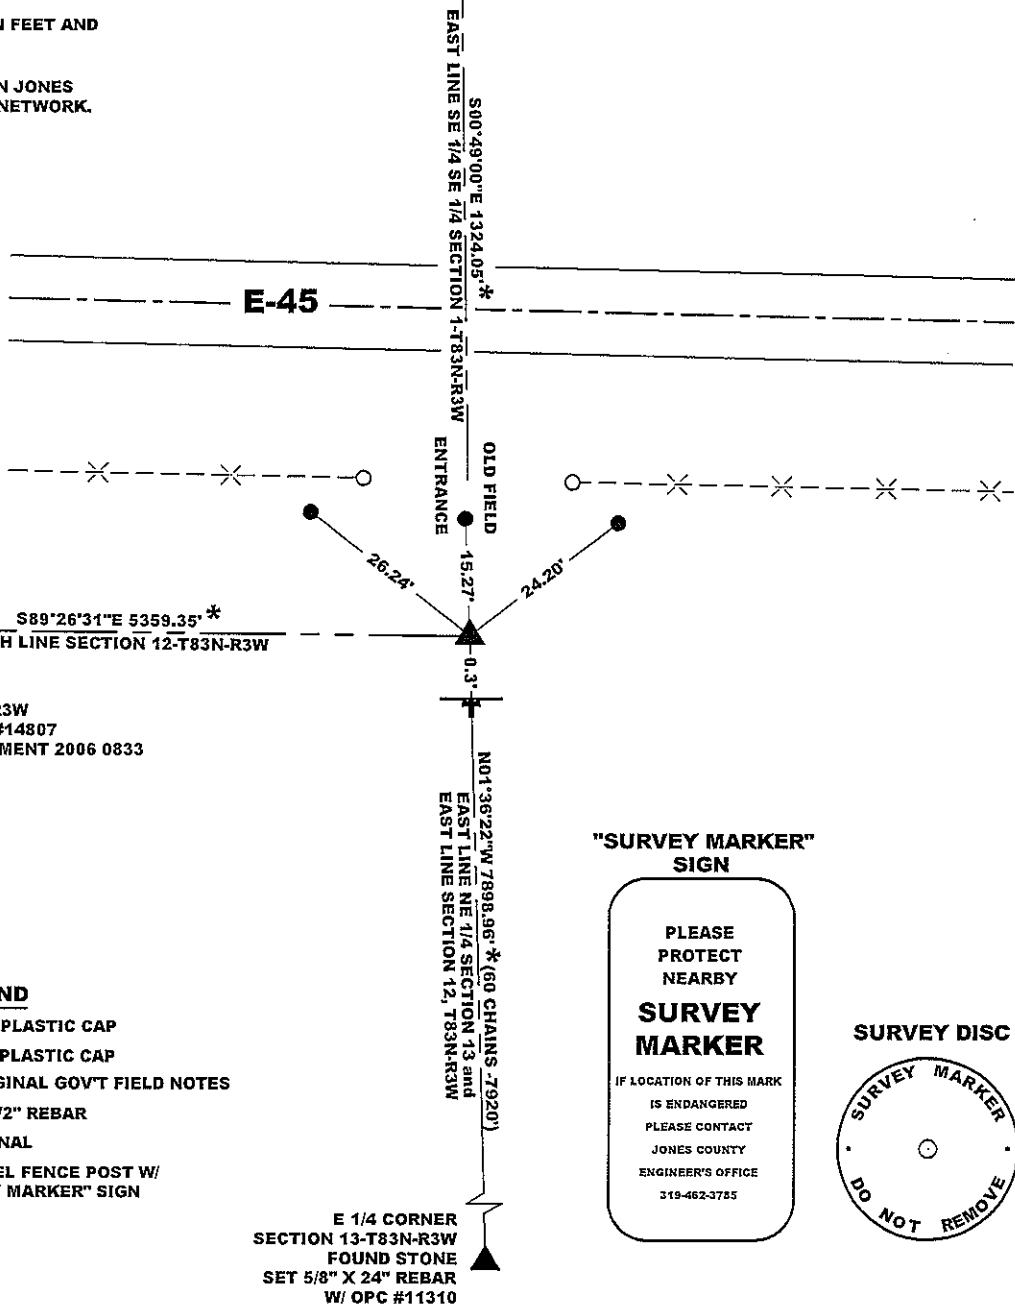 N FEET AND
N JONES
NETWORK.
EAST LINE SE 1/4 SE 1/4 SECTION 1-T83N-R3W
S00°49'00"E 1324.05' *
E-45
OLD FIELD
ENTRANCE
26.24'
15.27'
24.20'
S89°26'31"E 5359.35' *
H LINE SECTION 12-T83N-R3W
0.3'
R3W
#14807
MENT 2006 0833
N01°36'22"W 7898.96' * (60 CHAINS -7920')
EAST LINE NE 1/4 SECTION 13 and
EAST LINE SECTION 12, T83N-R3W
"SURVEY MARKER"
SIGN
PLEASE
PROTECT
NEARBY
SURVEY
MARKER
IF LOCATION OF THIS MARK
IS ENDANGERED
PLEASE CONTACT
JONES COUNTY
ENGINEER'S OFFICE
319-462-3785
SURVEY DISC
SURVEY MARKER
DO NOT REMOVE
ND
PLASTIC CAP
PLASTIC CAP
GINAL GOV'T FIELD NOTES
/2" REBAR
NAL
EL FENCE POST W/
Y MARKER" SIGN
E 1/4 CORNER
SECTION 13-T83N-R3W
FOUND STONE
SET 5/8" X 24" REBAR
W/ OPC #11310